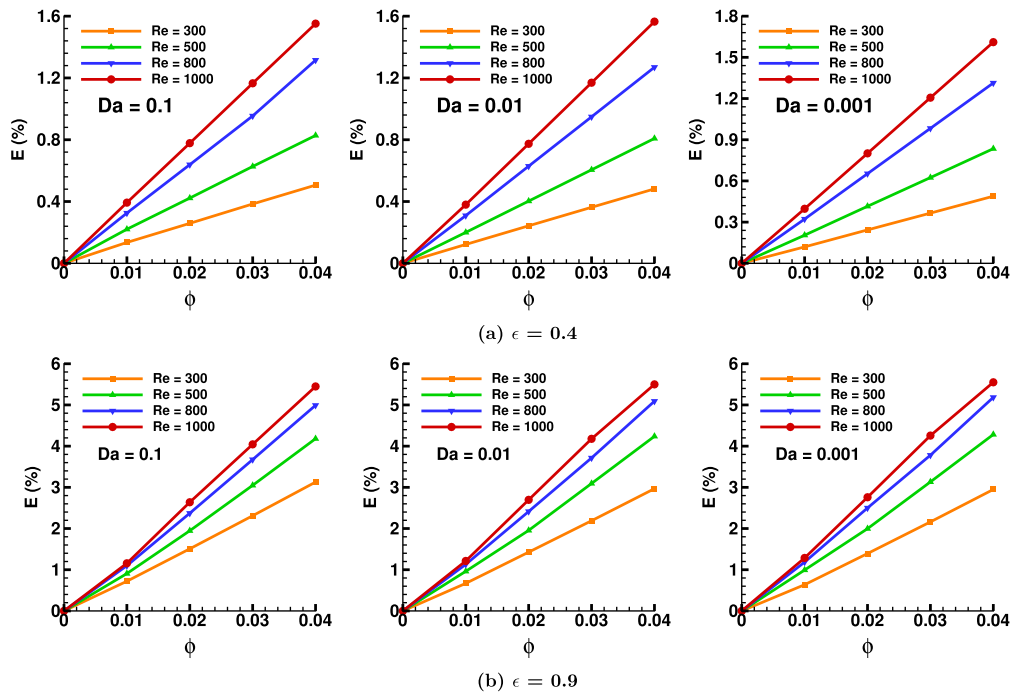 1.6
1.2
0.8
0.4
0
E (%)
Re = 300
Re = 500
Re = 800
Re = 1000
Da = 0.1
0 0.01 0.02 0.03 0.04
ϕ
1.6
1.2
0.8
0.4
0
E (%)
Re = 300
Re = 500
Re = 800
Re = 1000
Da = 0.01
0 0.01 0.02 0.03 0.04
ϕ
1.8
1.5
1.2
0.9
0.6
0.3
0
E (%)
Re = 300
Re = 500
Re = 800
Re = 1000
Da = 0.001
0 0.01 0.02 0.03 0.04
ϕ
(a) ϵ = 0.4
6
5
4
3
2
1
0
E (%)
Re = 300
Re = 500
Re = 800
Re = 1000
Da = 0.1
0 0.01 0.02 0.03 0.04
ϕ
6
5
4
3
2
1
0
E (%)
Re = 300
Re = 500
Re = 800
Re = 1000
Da = 0.01
0 0.01 0.02 0.03 0.04
ϕ
6
5
4
3
2
1
0
E (%)
Re = 300
Re = 500
Re = 800
Re = 1000
Da = 0.001
0 0.01 0.02 0.03 0.04
ϕ
(b) ϵ = 0.9